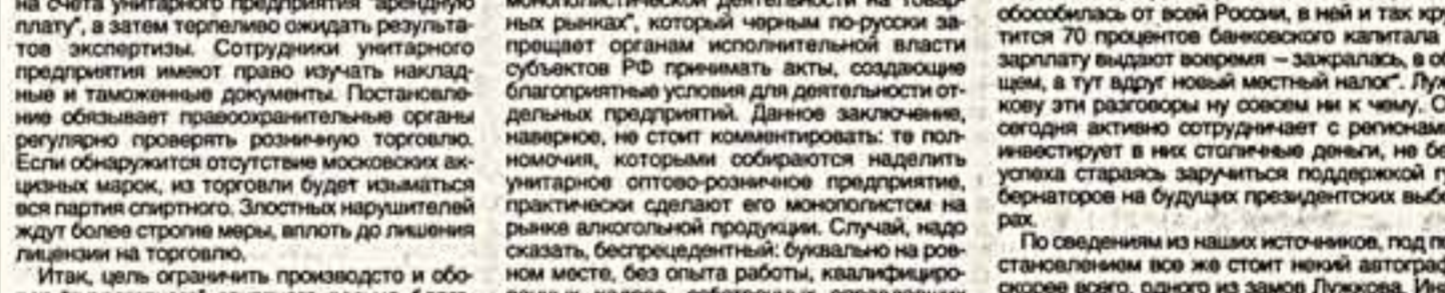 на счета унитарного предприятия "арендную
плату", а затем терпеливо ожидать результа-
тов экспертизы. Сотрудники унитарного
предприятия имеют право изучать наклад-
ные и таможенные документы. Постановле-
ние обязывает правоохранительные органы
регулярно проверять розничную торговлю.
Если обнаружится отсутствие московских ак-
цизных марок, из торговли будет изыматься
вся партия спиртного. Злостных нарушителей
ждут более строгие меры, вплоть до лишения
лицензии на торговлю.
Итак, цель ограничить производсто и обо-
монополистической деятельности на товар-
ных рынках", который черным по-русски за-
прещает органам исполнительной власти
субъектов РФ принимать акты, создающие
благоприятные условия для деятельности от-
дельных предприятий. Данное заключение,
наверное, не стоит комментировать: те пол-
номочия, которыми собираются наделить
унитарное оптово-розничное предприятие,
практически сделают его монополистом на
рынке алкогольной продукции. Случай, надо
сказать, беспрецедентный: буквально на ров-
ном месте, без опыта работы, квалифициро-
обособилась от всей России, в ней и так кру
тится 70 процентов банковского капитала
зарплату выдают вовремя — зажралась, в об
щем, а тут вдруг новый местный налог". Луж
кову эти разговоры ну совсем ни к чему. О
сегодня активно сотрудничает с регионам
инвестирует в них столичные деньги, не бе
успеха стараясь заручиться поддержкой гу
бернаторов на будущих президентских выбо
рах.
По сведениям из наших источников, под по
становлением все же стоит некий автограф
скорее всего, одного из замов Лужкова. Ин